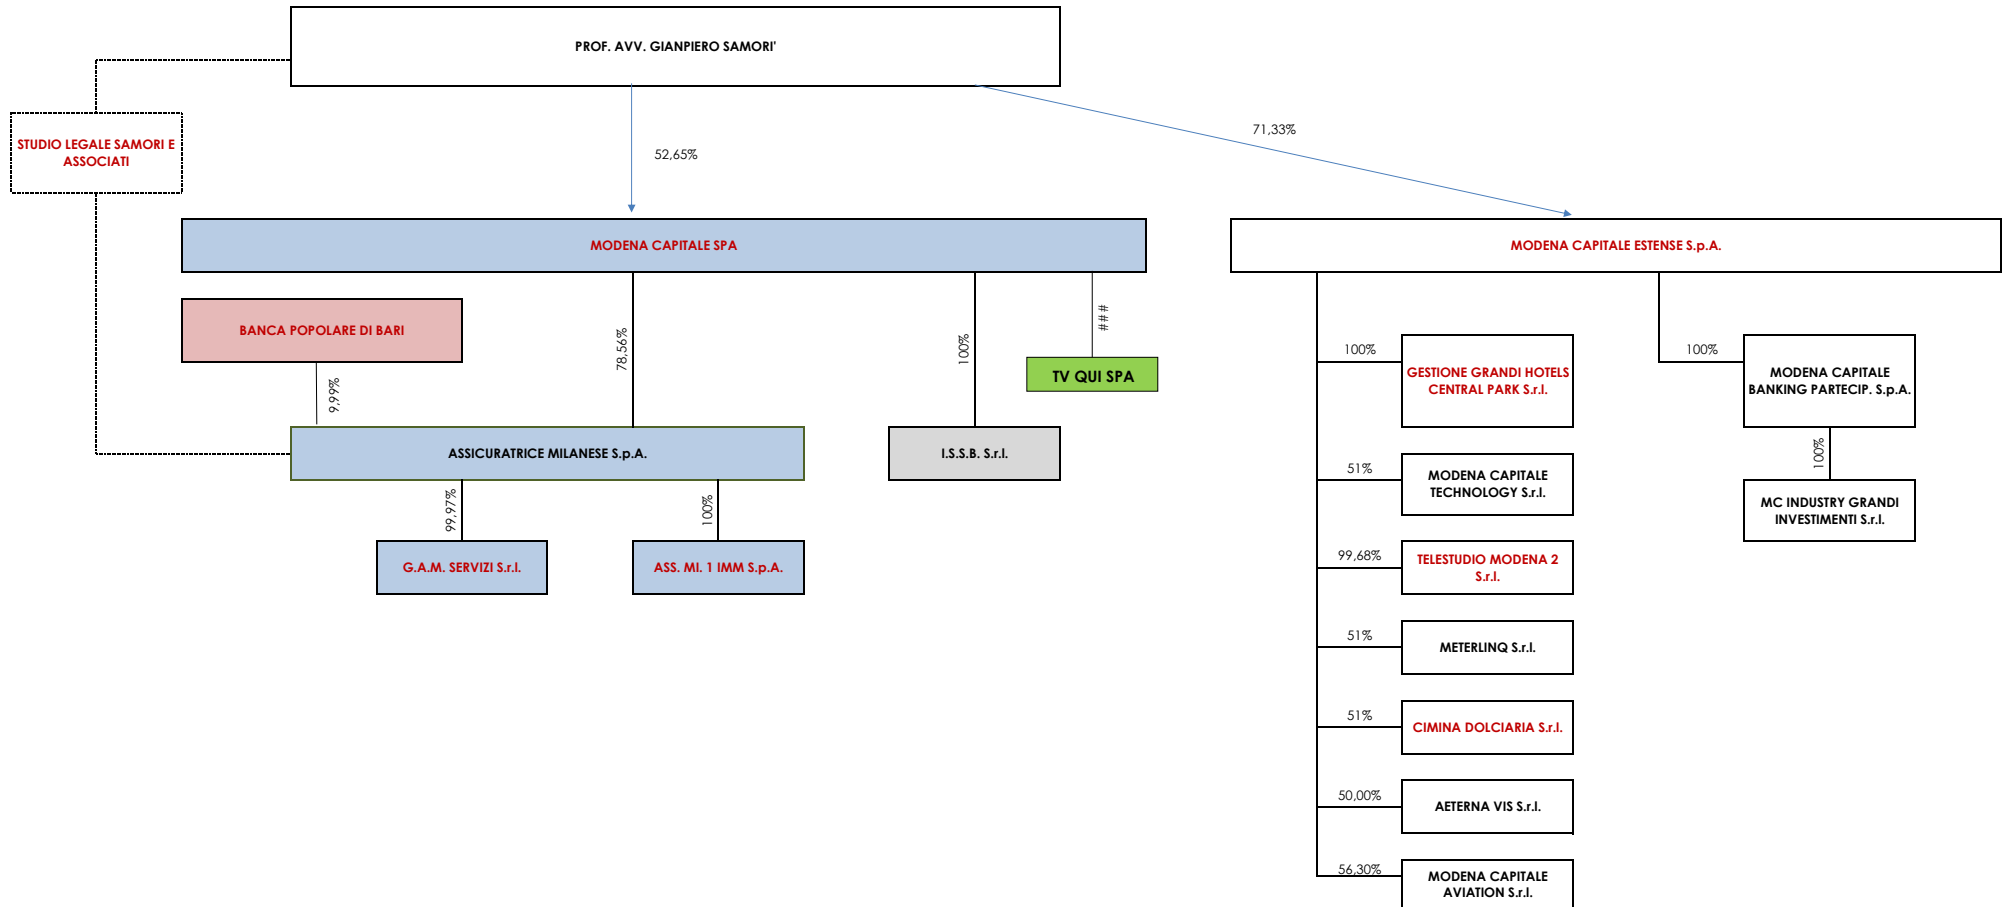 PROF. AVV. GIANPIERO SAMORI'
STUDIO LEGALE SAMORI E
ASSOCIATI
52,65%
71,33%
MODENA CAPITALE SPA
MODENA CAPITALE ESTENSE S.p.A.
BANCA POPOLARE DI BARI
9,99%
78,56%
100%
###
TV QUI SPA
ASSICURATRICE MILANESE S.p.A.
I.S.S.B. S.r.l.
99,97%
100%
G.A.M. SERVIZI S.r.l.
ASS. MI. 1 IMM S.p.A.
100%
GESTIONE GRANDI HOTELS
CENTRAL PARK S.r.l.
100%
MODENA CAPITALE
BANKING PARTECIP. S.p.A.
100%
MC INDUSTRY GRANDI
INVESTIMENTI S.r.l.
51%
MODENA CAPITALE
TECHNOLOGY S.r.l.
99,68%
TELESTUDIO MODENA 2
S.r.l.
51%
METERLINQ S.r.l.
51%
CIMINA DOLCIARIA S.r.l.
50,00%
AETERNA VIS S.r.l.
56,30%
MODENA CAPITALE
AVIATION S.r.l.